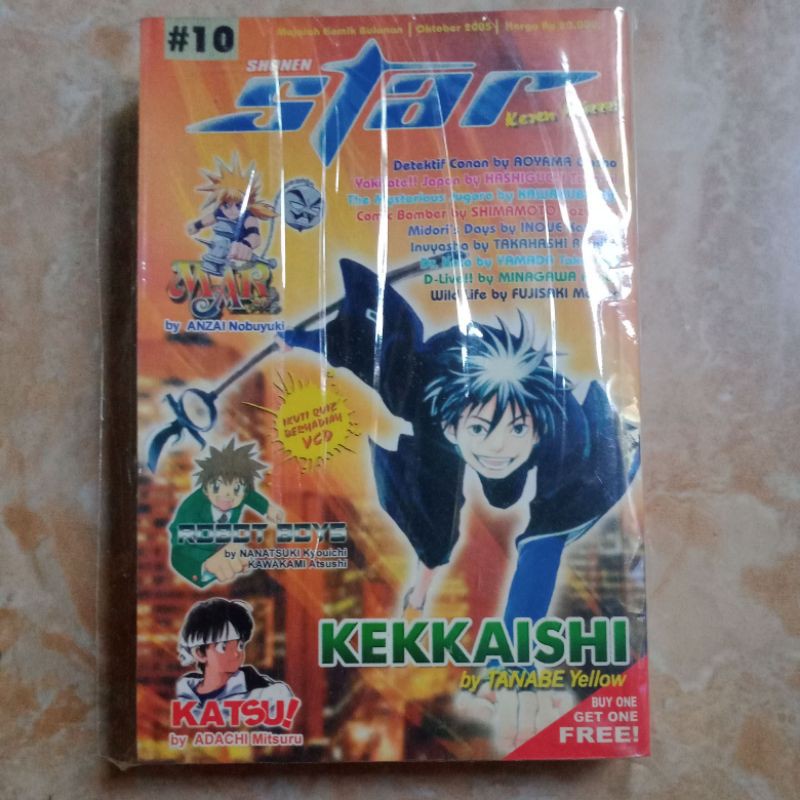 #10
Majalah Komik Bulanan | Oktober 2005 | Harga Rp
SHONEN
Star
Keren
Detektif Conan by AOYAMA
Yakitate!! Japan by HASHIGUCHI
The Mysterious
Comic Bomber by SHIMAMOTO
Midori's Days by INOUE
Inuyasha by TAKAHASHI
by YAMADA
D-Live!! by MINAGAWA
Wild Life by FUJISAKI
MÄR
by ANZAI Nobuyuki
IKUTI QUIZ
BERHADIAH
VCD
ROBOT BOYS
by NANATSUKI Kyouichi
KAWAKAMI Atsushi
KEKKAISHI
by TANABE Yellow
KATSU!
by ADACHI Mitsuru
BUY ONE
GET ONE
FREE!